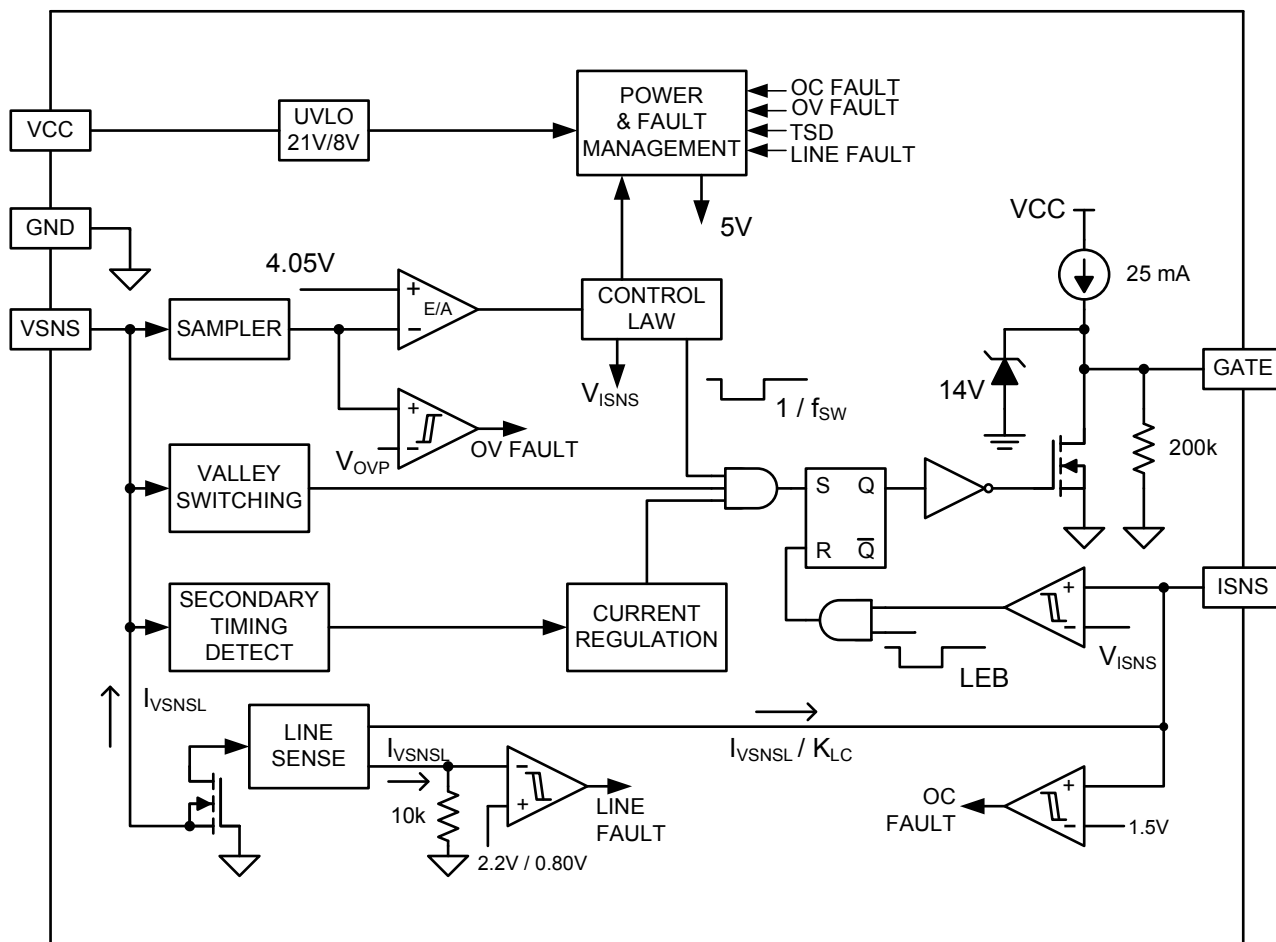 VCC
UVLO
21V/8V
POWER
& FAULT
MANAGEMENT
OC FAULT
OV FAULT
TSD
LINE FAULT
5V
GND
VCC
25 mA
4.05V
+
E/A
−
VSNS
SAMPLER
CONTROL
LAW
VISNS
1 / fSW
14V
GATE
200k
+
−
VOVP
OV FAULT
VALLEY
SWITCHING
S Q
R Q̅
SECONDARY
TIMING
DETECT
CURRENT
REGULATION
+
−
VISNS
LEB
ISNS
IVSNSL
LINE
SENSE
IVSNSL
IVSNSL / KLC
10k
−
+
2.2V / 0.80V
LINE
FAULT
OC
FAULT
+
−
1.5V